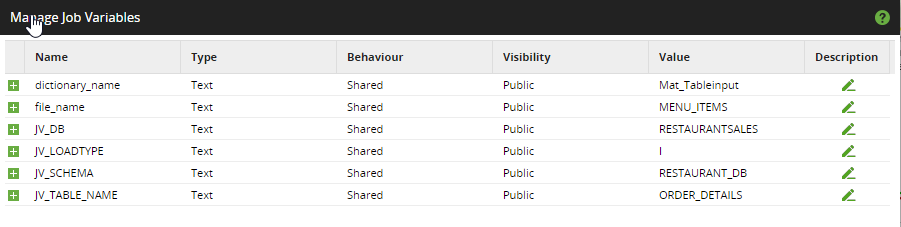 Manage Job Variables
Name Type Behaviour Visibility Value Description
dictionary_name Text Shared Public Mat_Tableinput
file_name Text Shared Public MENU_ITEMS
JV_DB Text Shared Public RESTAURANTSALES
JV_LOADTYPE Text Shared Public I
JV_SCHEMA Text Shared Public RESTAURANT_DB
JV_TABLE_NAME Text Shared Public ORDER_DETAILS